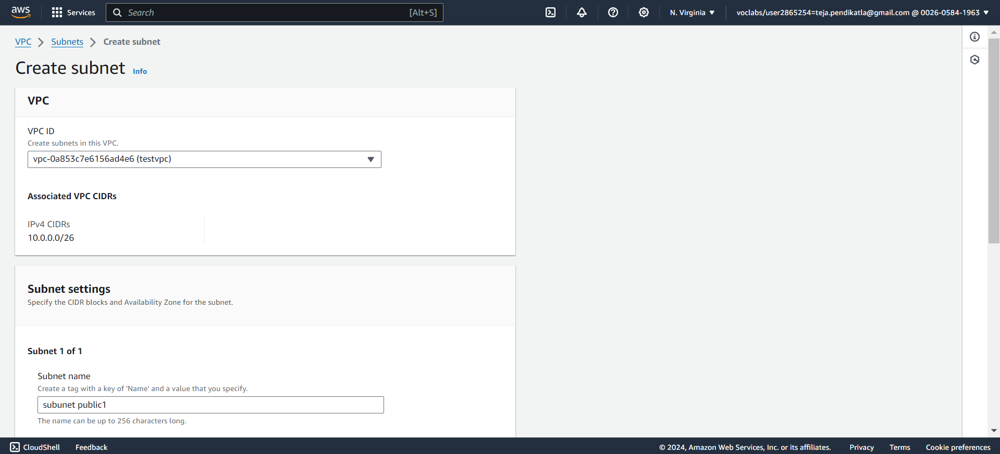 aws
Services
Search
[Alt+S]
N. Virginia
voclabs/user2865254=teja.pendikatla@gmail.com @ 0026-0584-1963
VPC
Subnets
Create subnet
Create subnet
Info
VPC
VPC ID
Create subnets in this VPC.
vpc-0a853c7e6156ad4e6 (testvpc)
Associated VPC CIDRs
IPv4 CIDRs
10.0.0.0/26
Subnet settings
Specify the CIDR blocks and Availability Zone for the subnet.
Subnet 1 of 1
Subnet name
Create a tag with a key of 'Name' and a value that you specify.
subunet public1
The name can be up to 256 characters long.
CloudShell
Feedback
© 2024, Amazon Web Services, Inc. or its affiliates.
Privacy
Terms
Cookie preferences